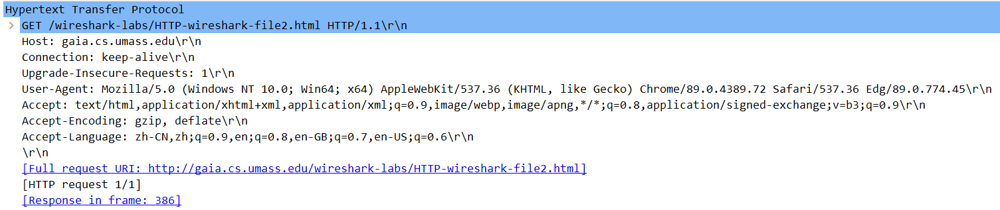 Hypertext Transfer Protocol
GET /wireshark-labs/HTTP-wireshark-file2.html HTTP/1.1\r\n
Host: gaia.cs.umass.edu\r\n
Connection: keep-alive\r\n
Upgrade-Insecure-Requests: 1\r\n
User-Agent: Mozilla/5.0 (Windows NT 10.0; Win64; x64) AppleWebKit/537.36 (KHTML, like Gecko) Chrome/89.0.4389.72 Safari/537.36 Edg/89.0.774.45\r\n
Accept: text/html,application/xhtml+xml,application/xml;q=0.9,image/webp,image/apng,*/*;q=0.8,application/signed-exchange;v=b3;q=0.9\r\n
Accept-Encoding: gzip, deflate\r\n
Accept-Language: zh-CN,zh;q=0.9,en;q=0.8,en-GB;q=0.7,en-US;q=0.6\r\n
\r\n
[Full request URI: http://gaia.cs.umass.edu/wireshark-labs/HTTP-wireshark-file2.html]
[HTTP request 1/1]
[Response in frame: 386]